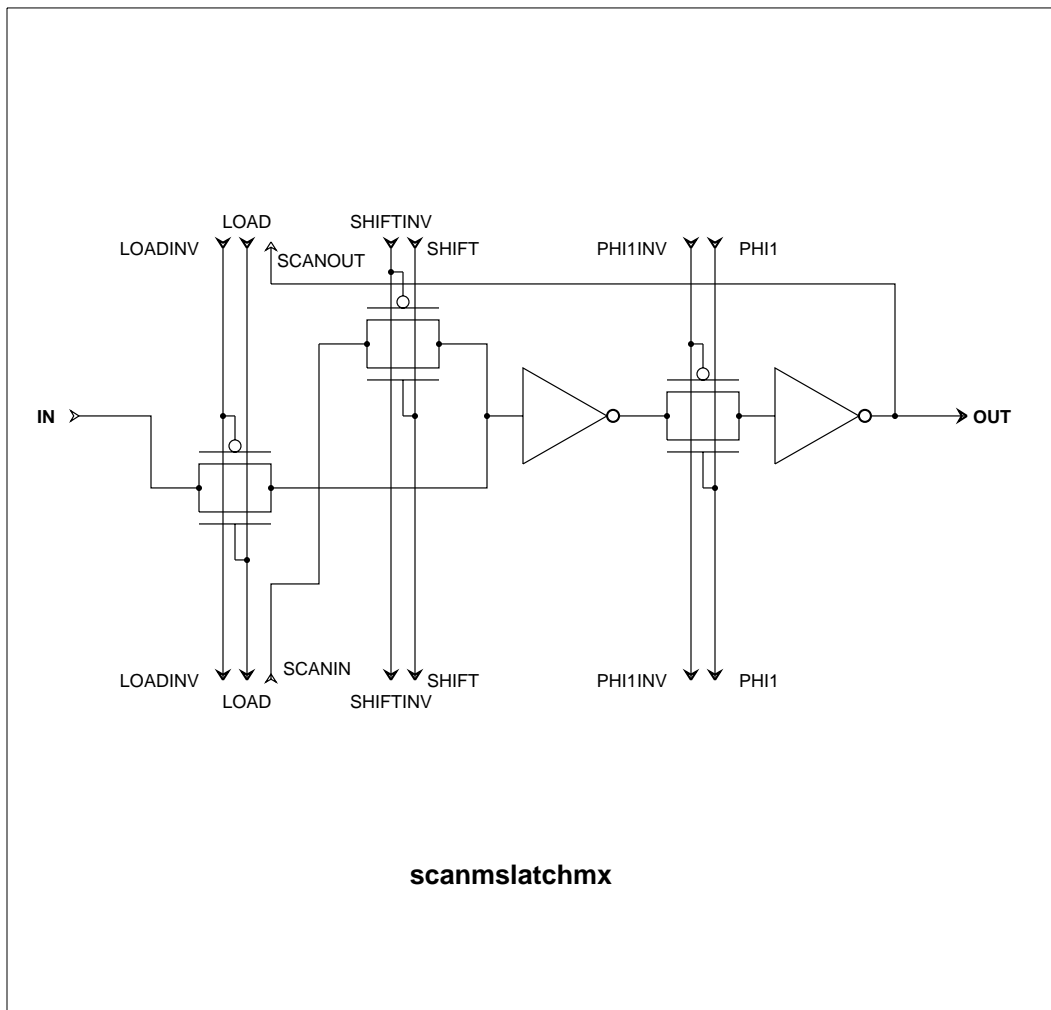 LOAD
SHIFTINV
LOADINV
SCANOUT
SHIFT
PHI1INV
PHI1
IN
OUT
LOADINV
SCANIN
SHIFT
PHI1INV
PHI1
LOAD
SHIFTINV
scanmslatchmx